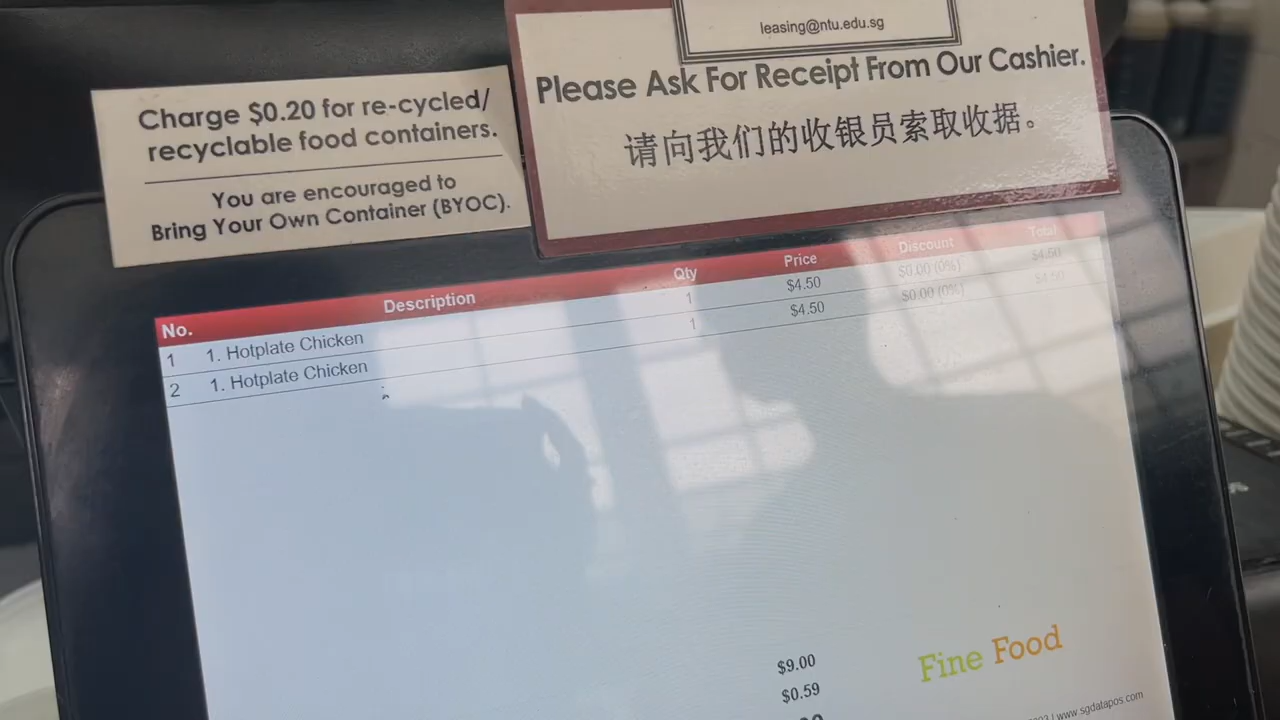 leasing@ntu.edu.sg
Please Ask For Receipt From Our Cashier.
请向我们的收银员索取收据。
Charge $0.20 for re-cycled/
recyclable food containers.
You are encouraged to
Bring Your Own Container (BYOC).
No. Description Qty Price Discount Total
1 1. Hotplate Chicken 1 $4.50 $0.00 (0%) $4.50
2 1. Hotplate Chicken 1 $4.50 $0.00 (0%) $4.50
$9.00
$0.59
Fine Food
| www.sgdatapos.com